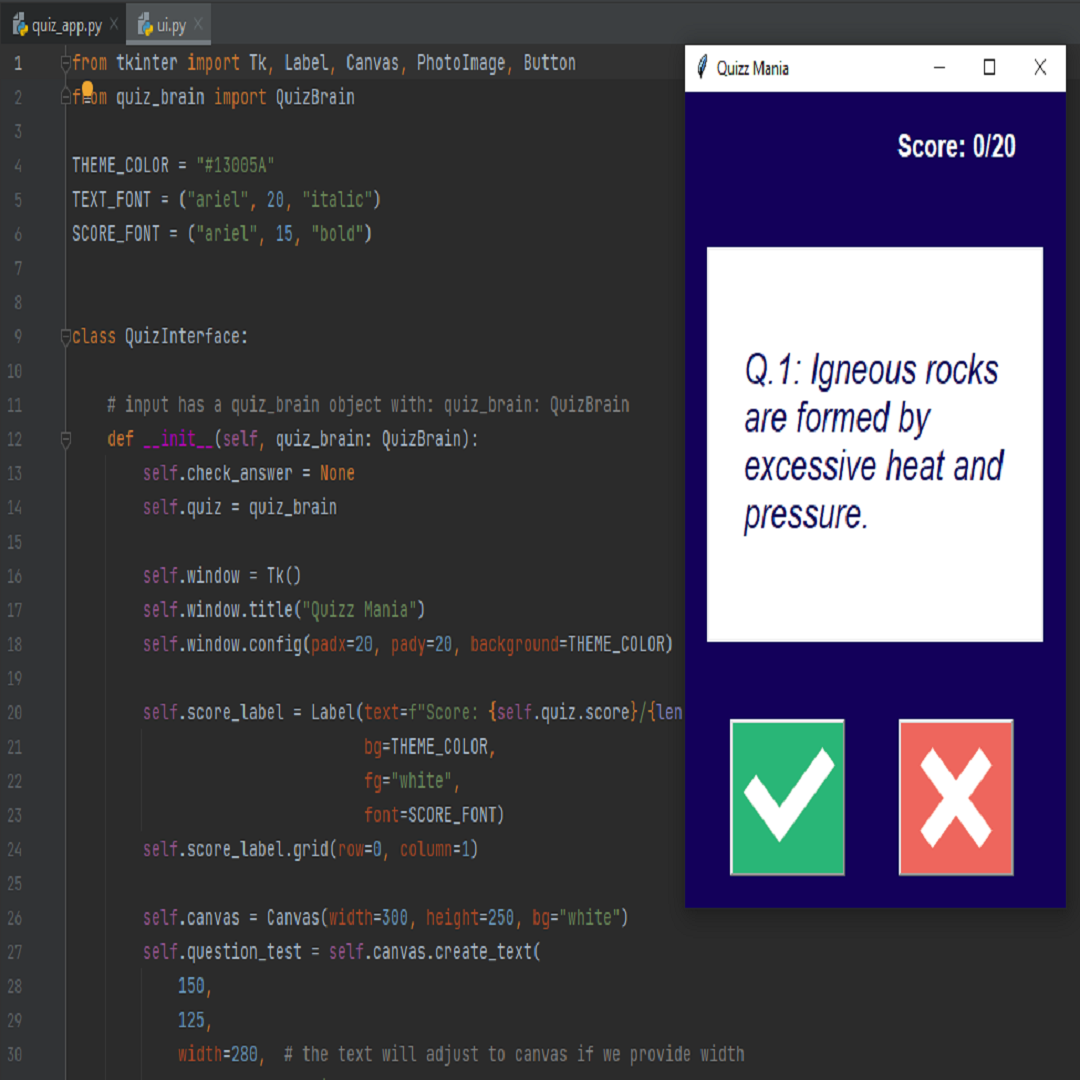 quiz_app.py
ui.py
1 from tkinter import Tk, Label, Canvas, PhotoImage, Button
2 from quiz_brain import QuizBrain
3
4 THEME_COLOR = "#13005A"
5 TEXT_FONT = ("ariel", 20, "italic")
6 SCORE_FONT = ("ariel", 15, "bold")
7
8
9 class QuizInterface:
10
11 # input has a quiz_brain object with: quiz_brain: QuizBrain
12 def __init__(self, quiz_brain: QuizBrain):
13 self.check_answer = None
14 self.quiz = quiz_brain
15
16 self.window = Tk()
17 self.window.title("Quizz Mania")
18 self.window.config(padx=20, pady=20, background=THEME_COLOR)
19
20 self.score_label = Label(text=f"Score: {self.quiz.score}/{len
21 bg=THEME_COLOR,
22 fg="white",
23 font=SCORE_FONT)
24 self.score_label.grid(row=0, column=1)
25
26 self.canvas = Canvas(width=300, height=250, bg="white")
27 self.question_test = self.canvas.create_text(
28 150,
29 125,
30 width=280, # the text will adjust to canvas if we provide width
Quizz Mania
Score: 0/20
Q.1: Igneous rocks
are formed by
excessive heat and
pressure.